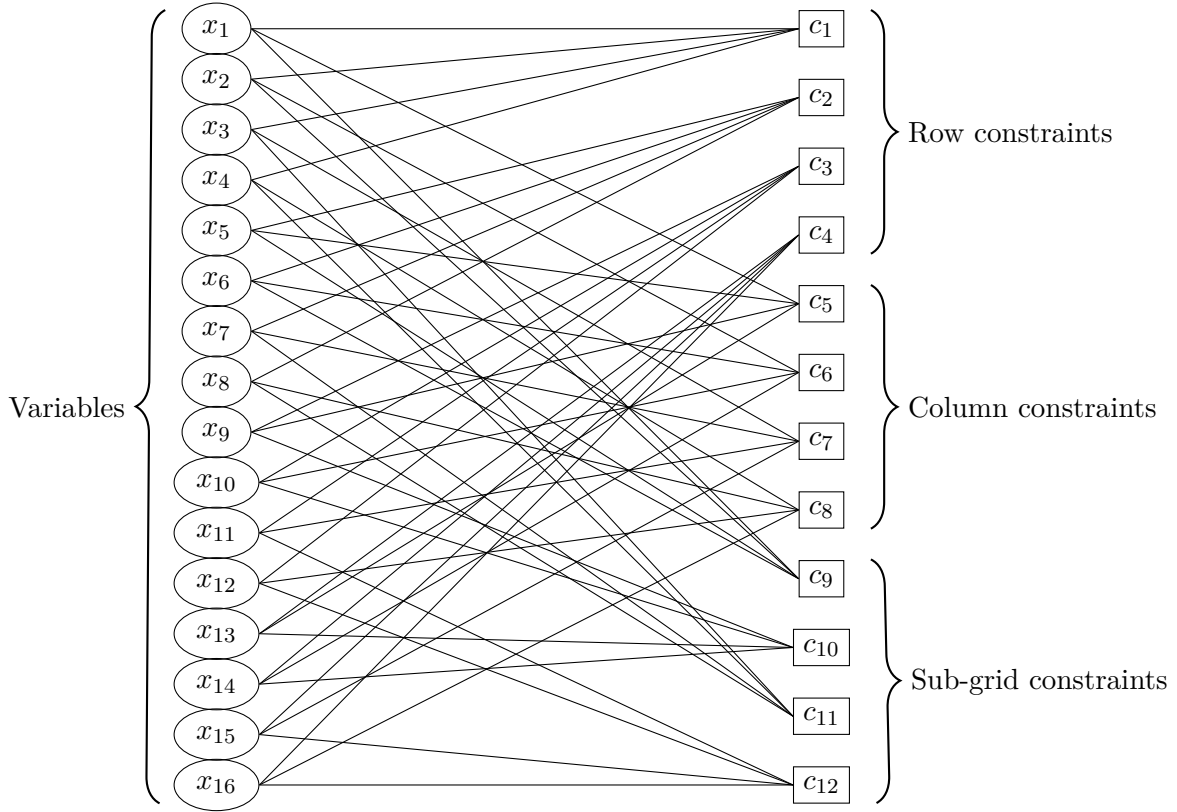 Variables
x1
x2
x3
x4
x5
x6
x7
x8
x9
x10
x11
x12
x13
x14
x15
x16
c1
c2
c3
c4
c5
c6
c7
c8
c9
c10
c11
c12
Row constraints
Column constraints
Sub-grid constraints